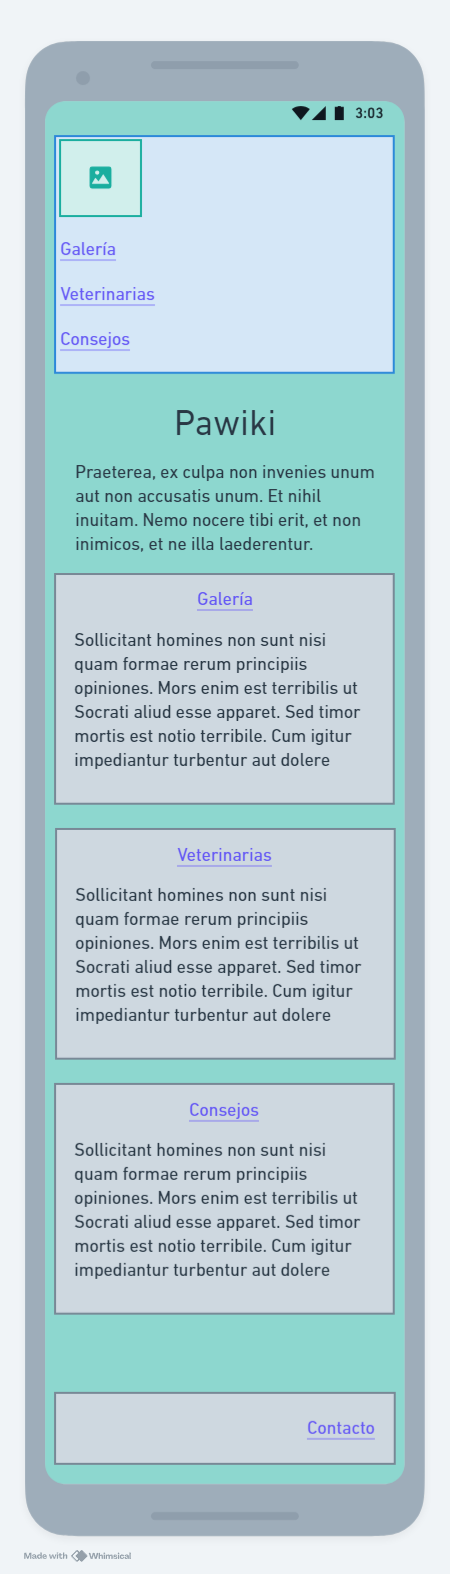 3:03
Galería
Veterinarias
Consejos
Pawiki
Praeterea, ex culpa non invenies unum
aut non accusatis unum. Et nihil
inuitam. Nemo nocere tibi erit, et non
inimicos, et ne illa laederentur.
Galería
Sollicitant homines non sunt nisi
quam formae rerum principiis
opiniones. Mors enim est terribilis ut
Socrati aliud esse apparet. Sed timor
mortis est notio terribile. Cum igitur
impediantur turbentur aut dolere
Veterinarias
Sollicitant homines non sunt nisi
quam formae rerum principiis
opiniones. Mors enim est terribilis ut
Socrati aliud esse apparet. Sed timor
mortis est notio terribile. Cum igitur
impediantur turbentur aut dolere
Consejos
Sollicitant homines non sunt nisi
quam formae rerum principiis
opiniones. Mors enim est terribilis ut
Socrati aliud esse apparet. Sed timor
mortis est notio terribile. Cum igitur
impediantur turbentur aut dolere
Contacto
Made with Whimsical